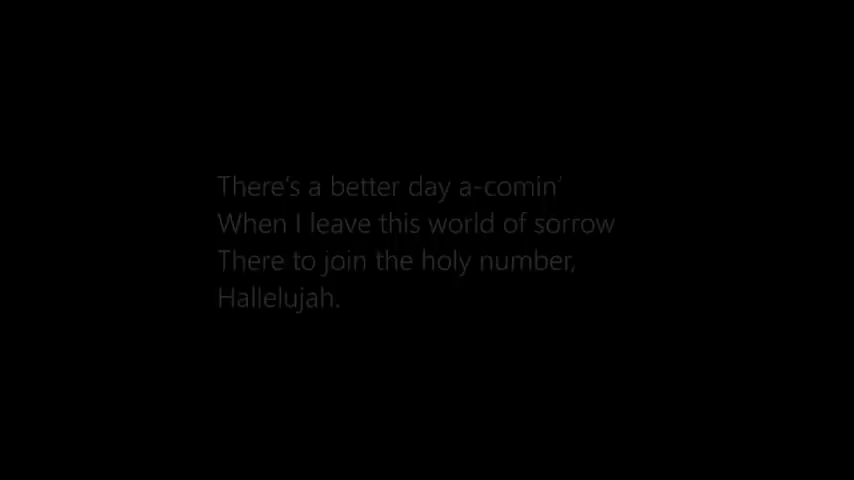 There's a better day a-comin'
When I leave this world of sorrow
There to join the holy number,
Hallelujah.